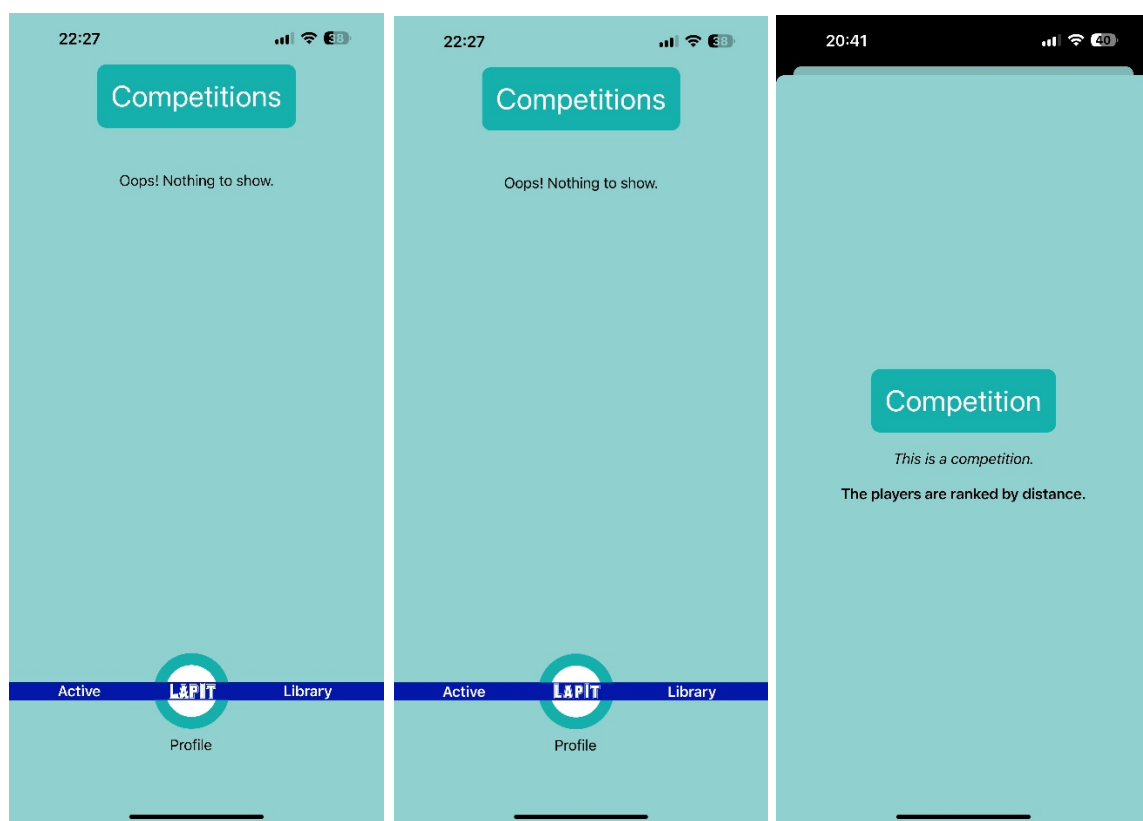 22:27
38
Competitions
Oops! Nothing to show.
Active
LAPIT
Library
Profile
22:27
38
Competitions
Oops! Nothing to show.
Active
LAPIT
Library
Profile
20:41
40
Competition
This is a competition.
The players are ranked by distance.